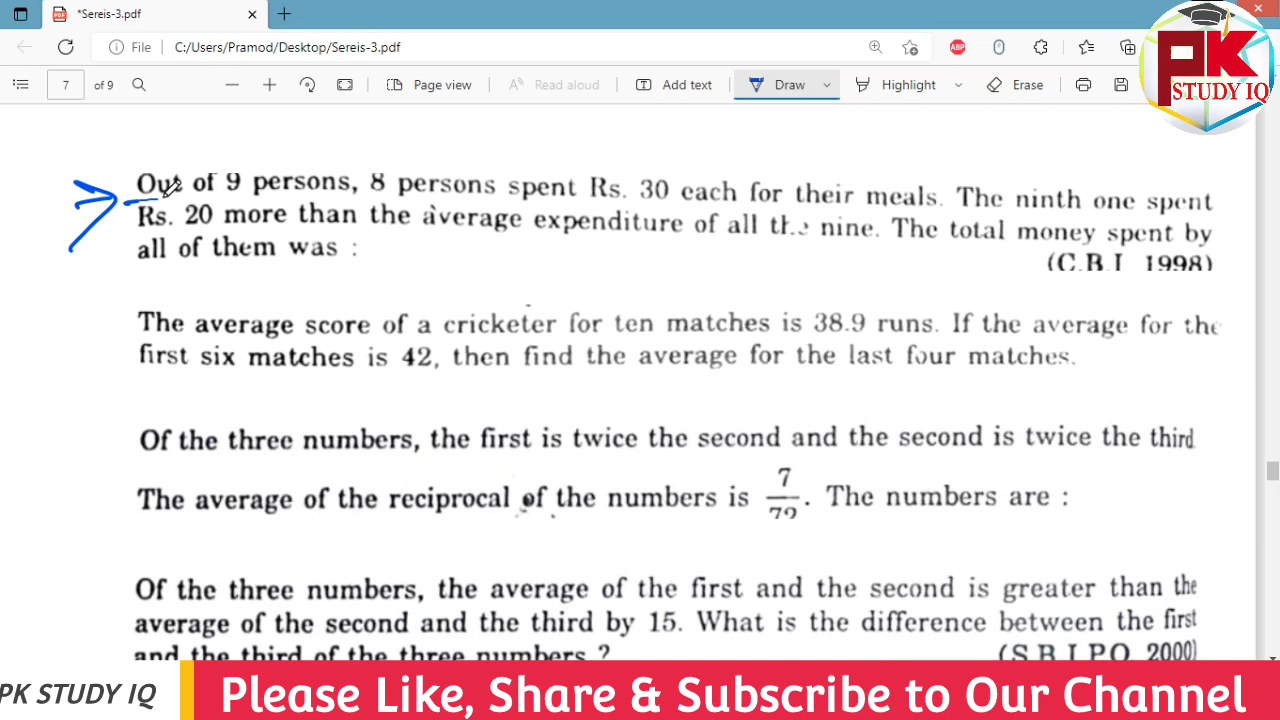 *Sereis-3.pdf
File
C:/Users/Pramod/Desktop/Sereis-3.pdf
ABP
7 of 9
Page view
Read aloud
Add text
Draw
Highlight
Erase
PK
STUDY IQ
Out of 9 persons, 8 persons spent Rs. 30 each for their meals. The ninth one spent
Rs. 20 more than the average expenditure of all the nine. The total money spent by
all of them was :
(C.B.I. 1998)
The average score of a cricketer for ten matches is 38.9 runs. If the average for the
first six matches is 42, then find the average for the last four matches.
Of the three numbers, the first is twice the second and the second is twice the third
The average of the reciprocal of the numbers is 7/72. The numbers are :
Of the three numbers, the average of the first and the second is greater than the
average of the second and the third by 15. What is the difference between the first
and the third of the three numbers ?
(S.B.I.P.O. 2000)
PK STUDY IQ
Please Like, Share & Subscribe to Our Channel